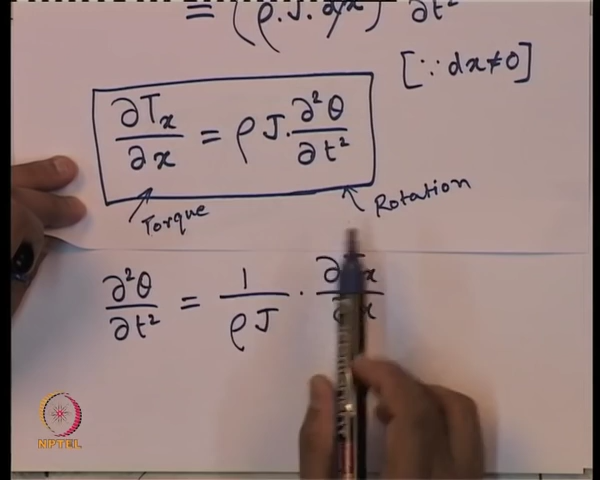 = (ρ.J.dx) ∂t²
[∵ dx≠0]
∂Tx/∂x = ρJ.∂²θ/∂t²
Torque
Rotation
∂²θ/∂t² = 1/ρJ . ∂Tx/∂x
NPTEL